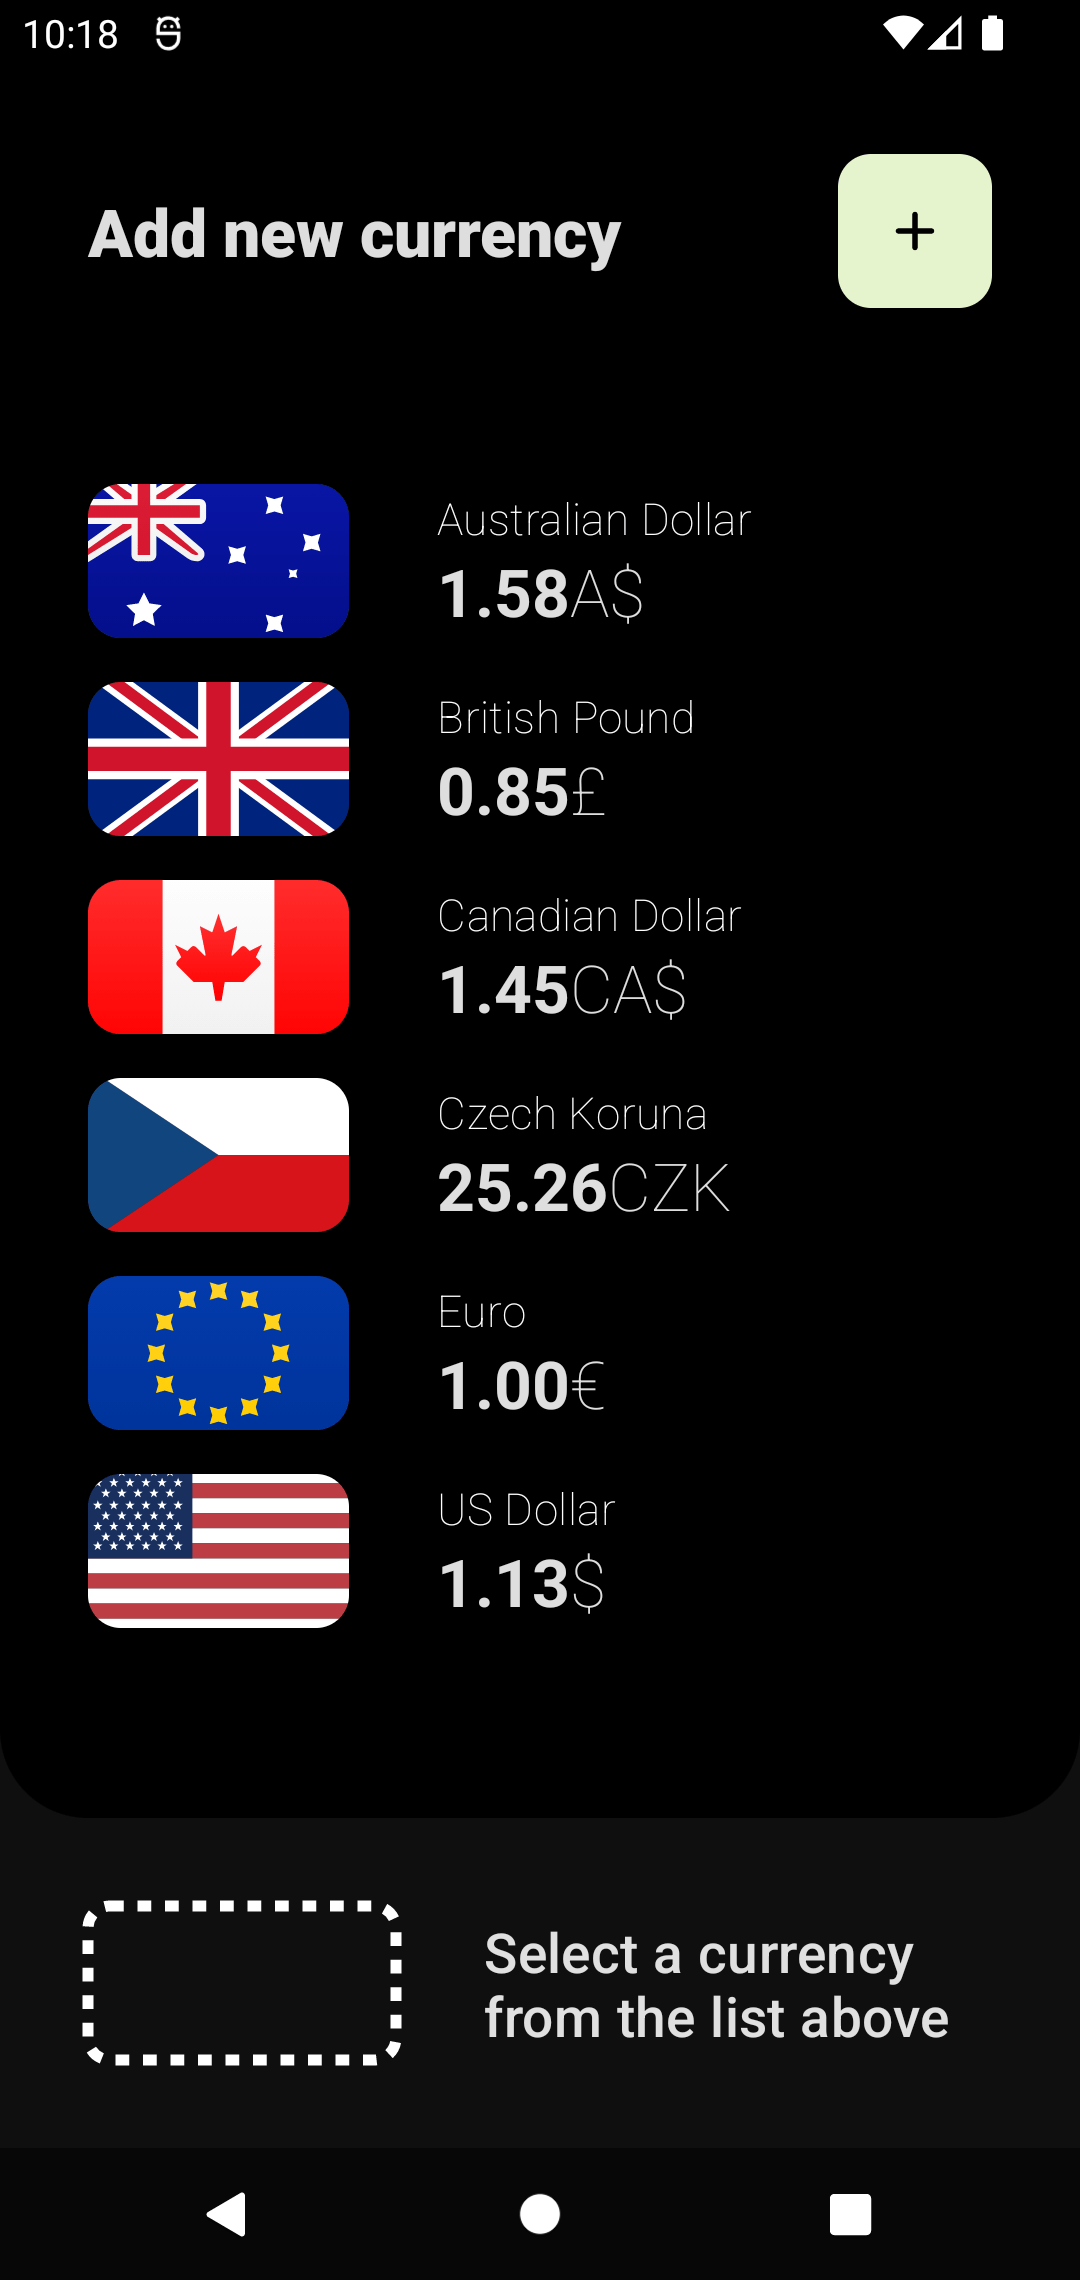 10:18
Add new currency
Australian Dollar
1.58A$
British Pound
0.85£
Canadian Dollar
1.45CA$
Czech Koruna
25.26CZK
Euro
1.00€
US Dollar
1.13$
Select a currency
from the list above